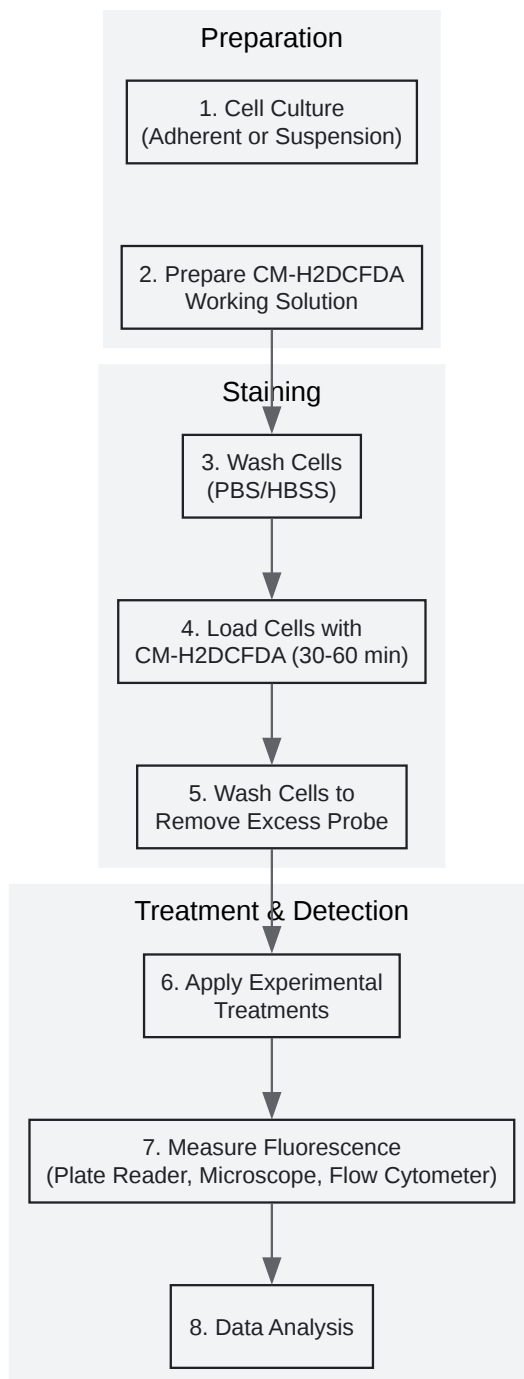 Preparation
1. Cell Culture
(Adherent or Suspension)
2. Prepare CM-H2DCFDA
Working Solution
Staining
3. Wash Cells
(PBS/HBSS)
4. Load Cells with
CM-H2DCFDA (30-60 min)
5. Wash Cells to
Remove Excess Probe
Treatment & Detection
6. Apply Experimental
Treatments
7. Measure Fluorescence
(Plate Reader, Microscope, Flow Cytometer)
8. Data Analysis